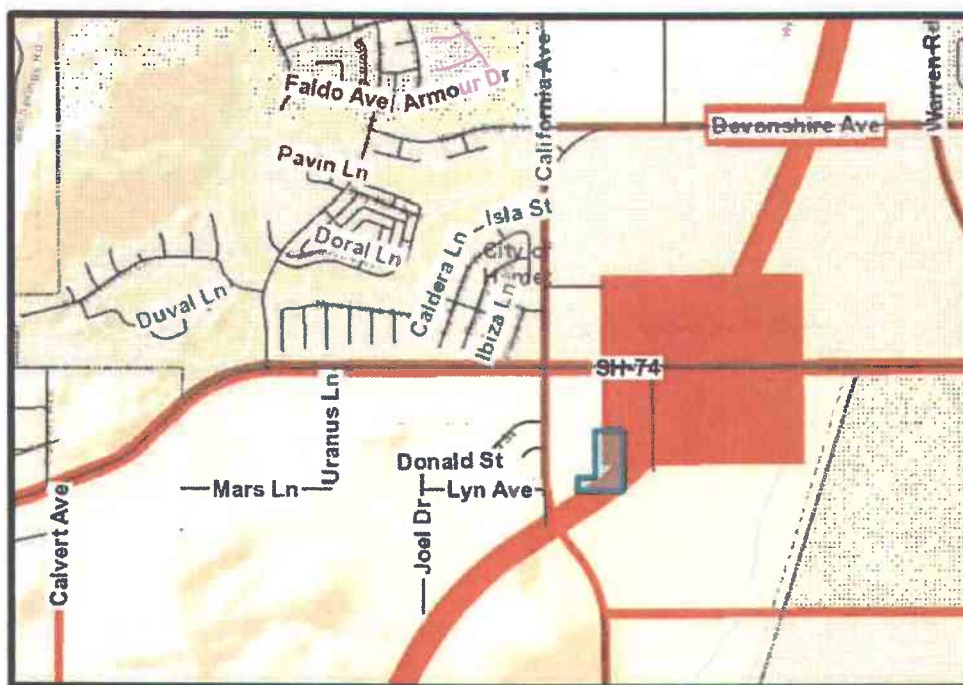 Faldo Ave
Armour Dr
California Ave
Warren Rd
Devonshire Ave
Pavin Ln
Isla St
Doral Ln
Caldera Ln
City of
Hemet
Duval Ln
Ibiza Ln
SH-74
Uranus Ln
Donald St
Mars Ln
Lyn Ave
Joel Dr
Calvert Ave